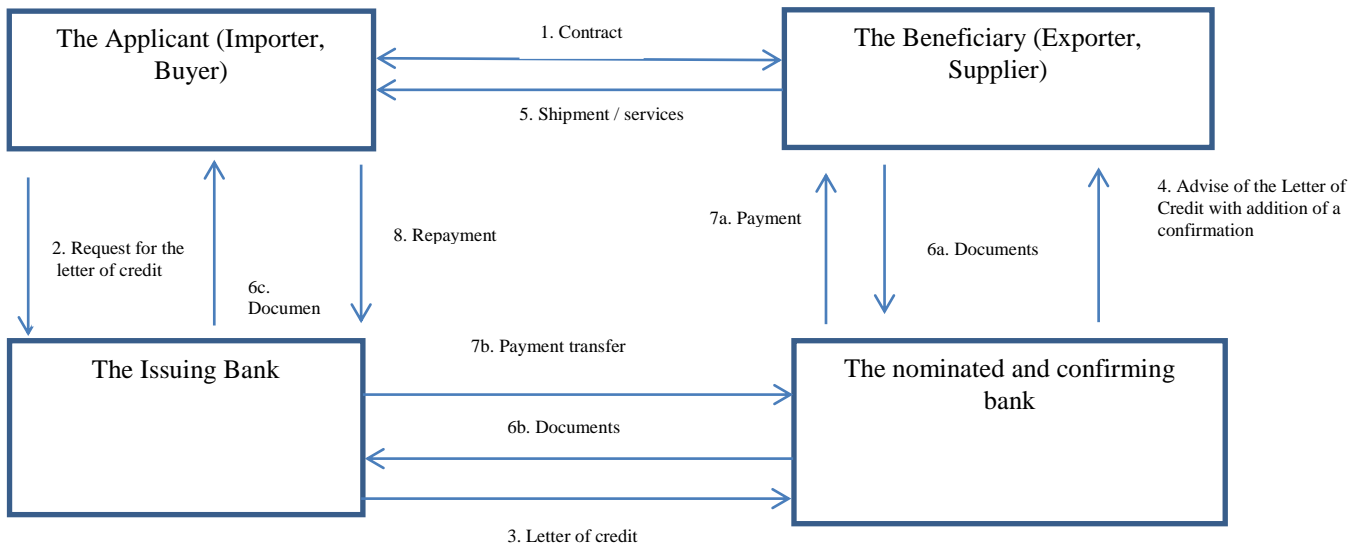 The Applicant (Importer,
Buyer)
1. Contract
The Beneficiary (Exporter,
Supplier)
5. Shipment / services
2. Request for the
letter of credit
6c.
Documen
8. Repayment
7a. Payment
6a. Documents
4. Advise of the Letter of
Credit with addition of a
confirmation
The Issuing Bank
7b. Payment transfer
The nominated and confirming
bank
6b. Documents
3. Letter of credit